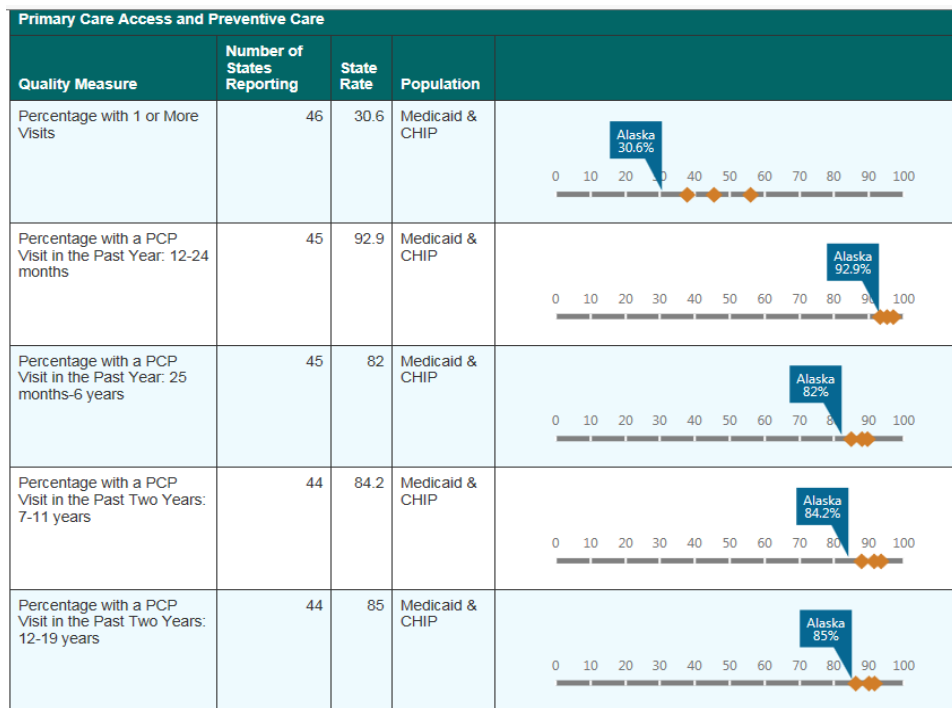 Primary Care Access and Preventive Care
Quality Measure
Number of
States
Reporting
State
Rate
Population
Percentage with 1 or More
Visits
46
30.6
Medicaid &
CHIP
Alaska
30.6%
0 10 20 30 40 50 60 70 80 90 100
Percentage with a PCP
Visit in the Past Year: 12-24
months
45
92.9
Medicaid &
CHIP
Alaska
92.9%
0 10 20 30 40 50 60 70 80 90 100
Percentage with a PCP
Visit in the Past Year: 25
months-6 years
45
82
Medicaid &
CHIP
Alaska
82%
0 10 20 30 40 50 60 70 80 90 100
Percentage with a PCP
Visit in the Past Two Years:
7-11 years
44
84.2
Medicaid &
CHIP
Alaska
84.2%
0 10 20 30 40 50 60 70 80 90 100
Percentage with a PCP
Visit in the Past Two Years:
12-19 years
44
85
Medicaid &
CHIP
Alaska
85%
0 10 20 30 40 50 60 70 80 90 100